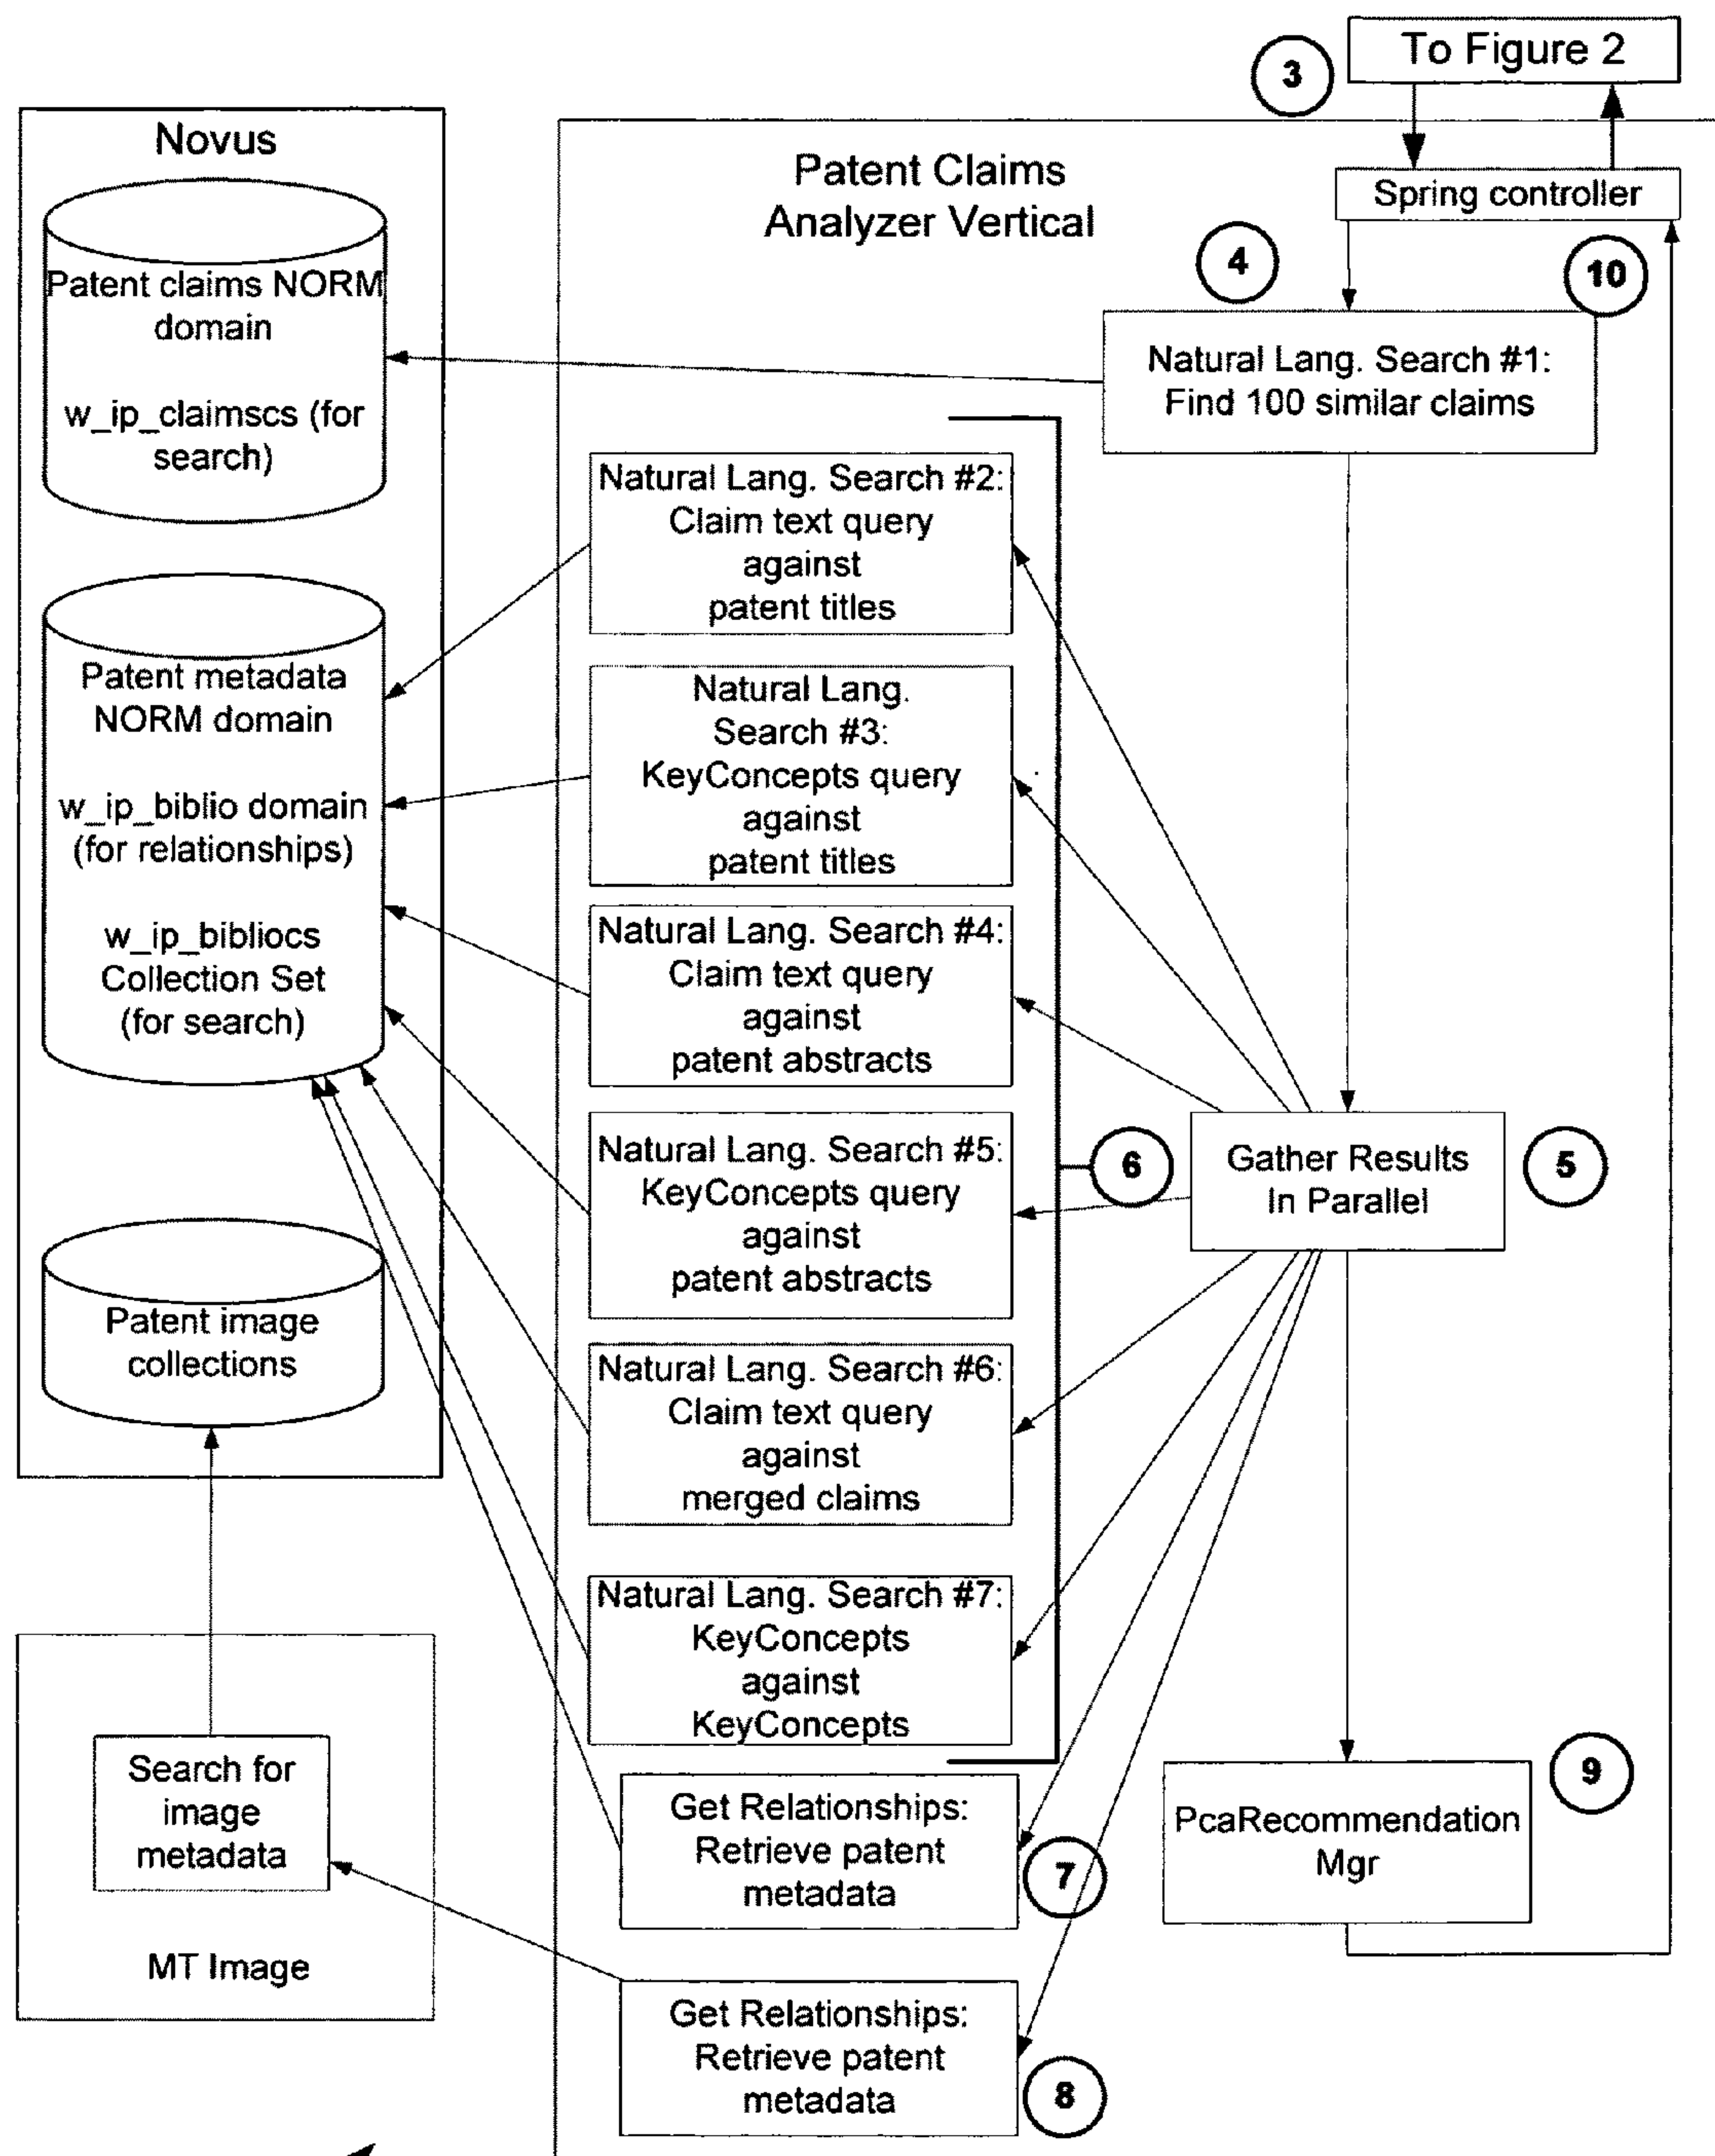 To Figure 2
3
Novus
Patent Claims
Analyzer Vertical
Spring controller
4
10
Patent claims NORM
domain
w_ip_claimscs (for
search)
Natural Lang. Search #1:
Find 100 similar claims
Natural Lang. Search #2:
Claim text query
against
patent titles
Patent metadata
NORM domain
w_ip_biblio domain
(for relationships)
w_ip_bibliocs
Collection Set
(for search)
Natural Lang.
Search #3:
KeyConcepts query
against
patent titles
Natural Lang. Search #4:
Claim text query
against
patent abstracts
Natural Lang. Search #5:
KeyConcepts query
against
patent abstracts
6
Gather Results
In Parallel
5
Patent image
collections
Natural Lang. Search #6:
Claim text query
against
merged claims
Natural Lang. Search #7:
KeyConcepts
against
KeyConcepts
Search for
image
metadata
MT Image
Get Relationships:
Retrieve patent
metadata
7
PcaRecommendation
Mgr
9
Get Relationships:
Retrieve patent
metadata
8